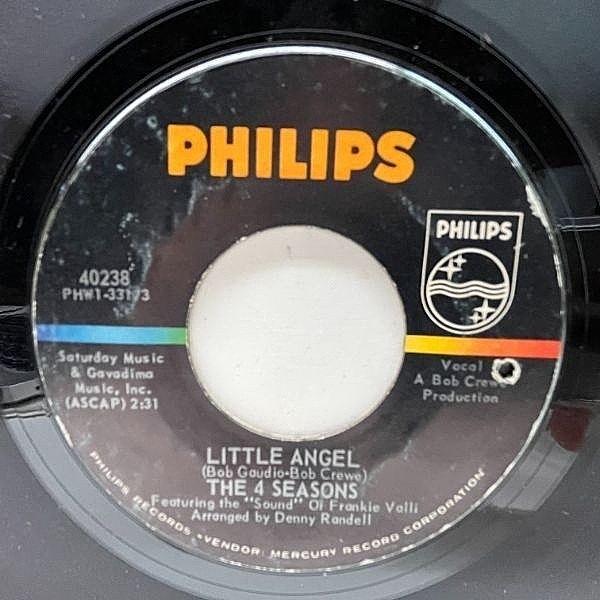 PHILIPS
PHILIPS
40238
PHW1-33173
Saturday Music
& Gavadima
Music, Inc.
(ASCAP) 2:31
Vocal
A Bob Crewe
Production
LITTLE ANGEL
(Bob Gaudio-Bob Crewe)
THE 4 SEASONS
Featuring the "Sound" Of Frankie Valli
Arranged by Denny Randell
PHILIPS RECORDS • VENDOR: MERCURY RECORD CORPORATION